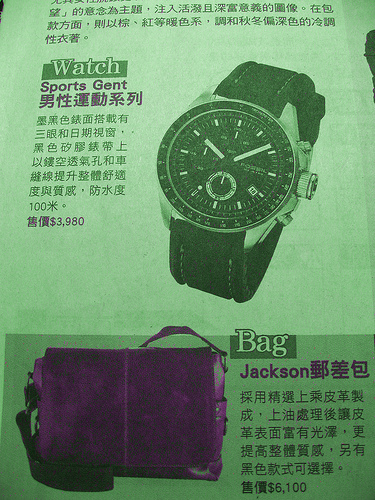 望」的意念為主題，注入活潑且深富意義的圖像。在包
款方面，則以棕、紅等暖色系，調和秋冬偏深色的冷調
性衣著。
Watch
Sports Gent
男性運動系列
墨黑色錶面搭載有
三眼和日期視窗，
黑色矽膠錶帶上
以鏤空透氣孔和車
縫線提升整體舒適
度與質感，防水度
100米。
售價$3,980
Bag
Jackson郵差包
採用精選上乘皮革製
成，上油處理後讓皮
革表面富有光澤，更
提高整體質感，另有
黑色款式可選擇。
售價$6,100